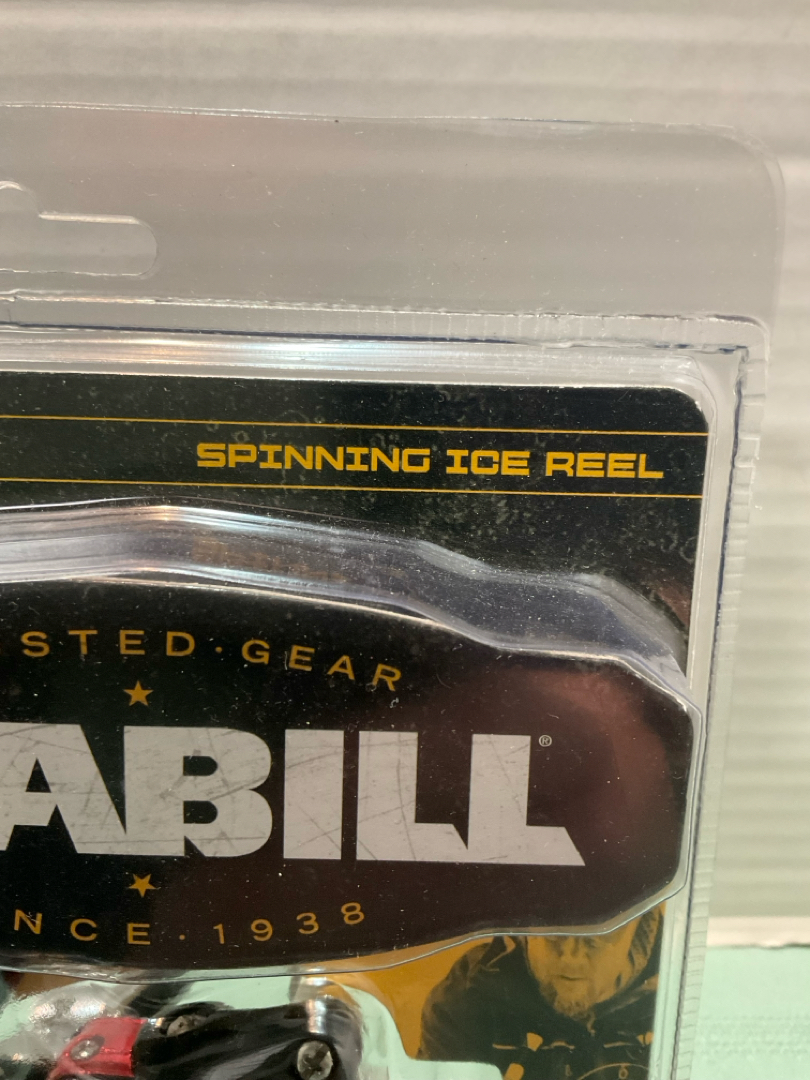 SPINNING ICE REEL
STED·GEAR
ABILL®
NCE·1938